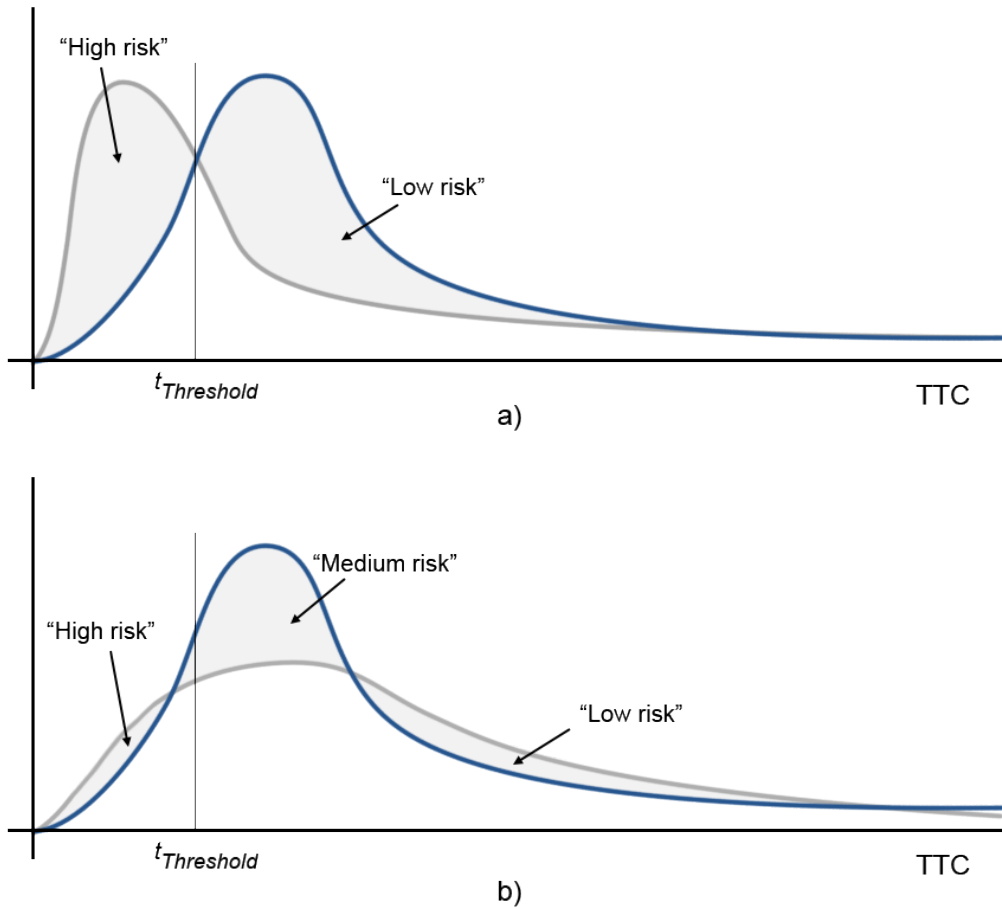 “High risk”
“Low risk”
tThreshold
TTC
a)
“Medium risk”
“High risk”
“Low risk”
tThreshold
TTC
b)